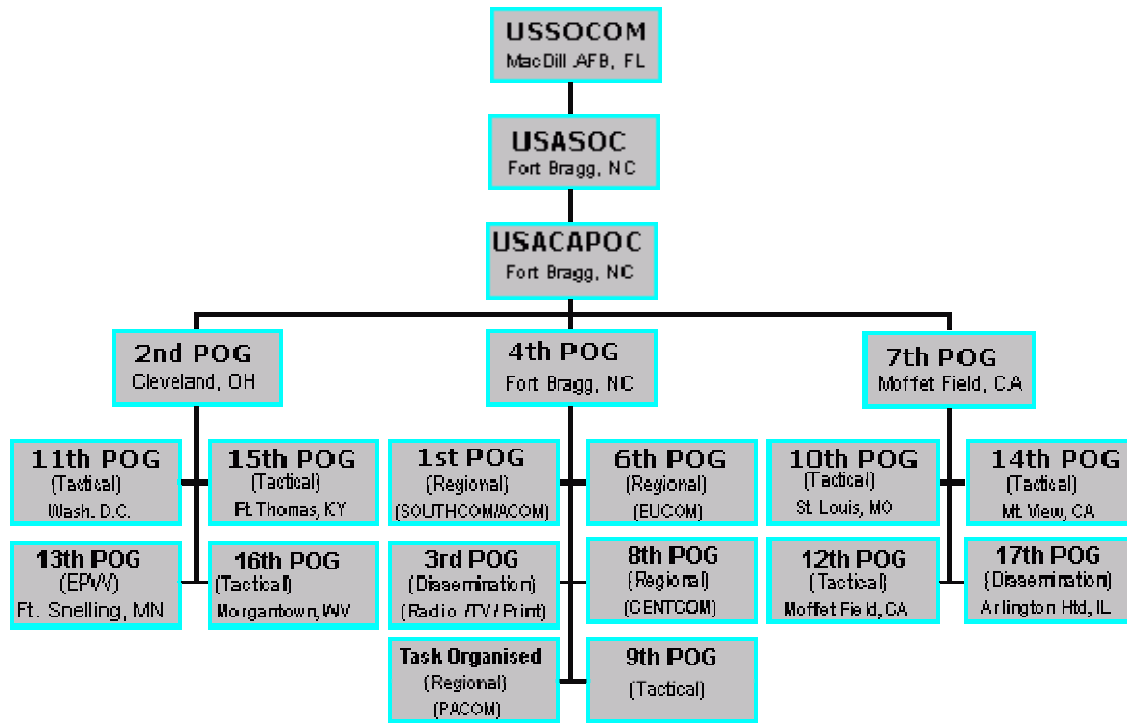 USSOCOM
MacDill AFB, FL
USASOC
Fort Bragg, NC
USACAPOC
Fort Bragg, NC
2nd POG
Cleveland, OH
4th POG
Fort Bragg, NC
7th POG
Moffet Field, CA
11th POG
(Tactical)
Wash. D.C.
15th POG
(Tactical)
Ft Thomas, KY
1st POG
(Regional)
(SOUTHCOM/ACOM)
6th POG
(Regional)
(EUCOM)
10th POG
(Tactical)
St. Louis, MO
14th POG
(Tactical)
Mt. View, CA
13th POG
(EPW)
Ft. Snelling, MN
16th POG
(Tactical)
Morgantown, WV
3rd POG
(Dissemination)
(Radio /TV / Print)
8th POG
(Regional)
(CENTCOM)
12th POG
(Tactical)
Moffet Field, CA
17th POG
(Dissemination)
Arlington Htd, IL
Task Organised
(Regional)
(PACOM)
9th POG
(Tactical)